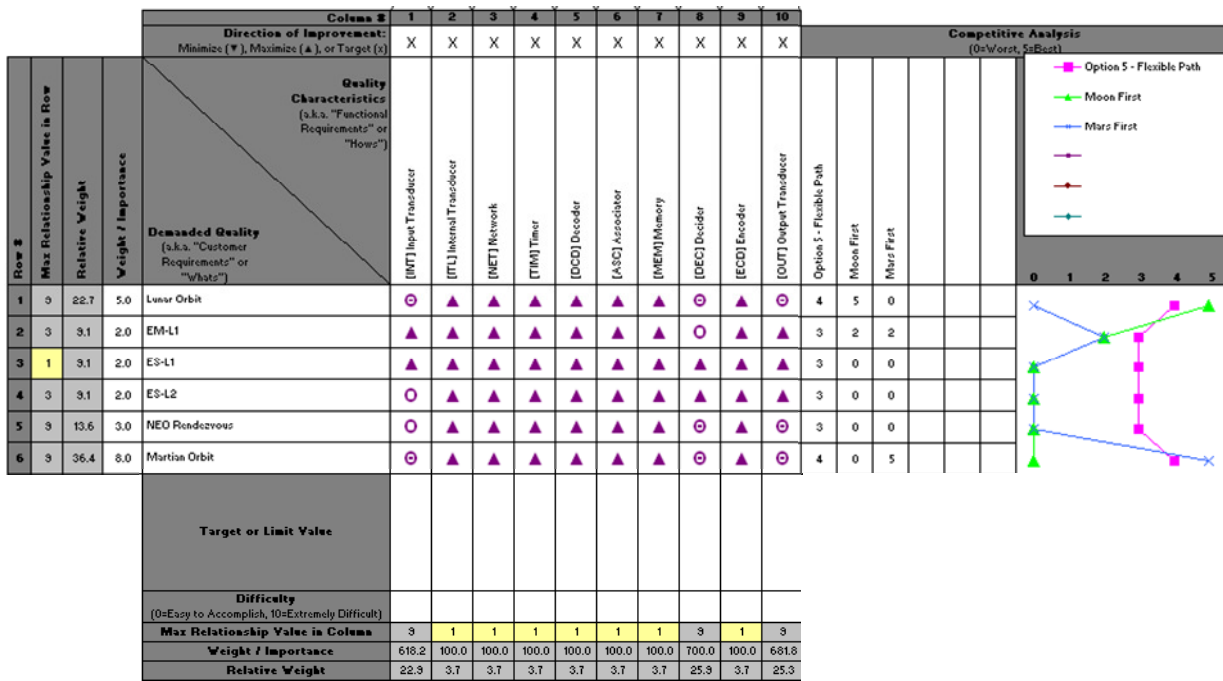 Column # 1 2 3 4 5 6 7 8 9 10
Direction of Improvement:
Minimize (▼), Maximize (▲), or Target (x) X X X X X X X X X X
Competitive Analysis
(0=Worst, 5=Best)
Option 5 - Flexible Path
Moon First
Mars First
Row #
Max Relationship Value in Row
Relative Weight
Weight / Importance
Quality
Characteristics
(a.k.a. "Functional
Requirements" or
"Hows")
Demanded Quality
(a.k.a. "Customer
Requirements" or
"Whats")
[INT] Input Transducer
[ITL] Internal Transducer
[NET] Network
[TIM] Timer
[DCD] Decoder
[ASC] Associator
[MEM] Memory
[DEC] Decider
[ECD] Encoder
[OUT] Output Transducer
Option 5 - Flexible Path
Moon First
Mars First
0 1 2 3 4 5
1 9 22.7 5.0 Lunar Orbit Θ ▲ ▲ ▲ ▲ ▲ ▲ Θ ▲ Θ 4 5 0
2 3 9.1 2.0 EM-L1 ▲ ▲ ▲ ▲ ▲ ▲ ▲ Ο ▲ ▲ 3 2 2
3 1 9.1 2.0 ES-L1 ▲ ▲ ▲ ▲ ▲ ▲ ▲ ▲ ▲ ▲ 3 0 0
4 3 9.1 2.0 ES-L2 Ο ▲ ▲ ▲ ▲ ▲ ▲ ▲ ▲ ▲ 3 0 0
5 9 13.6 3.0 NEO Rendezvous Ο ▲ ▲ ▲ ▲ ▲ ▲ Θ ▲ Θ 3 0 0
6 9 36.4 8.0 Martian Orbit Θ ▲ ▲ ▲ ▲ ▲ ▲ Θ ▲ Θ 4 0 5
Target or Limit Value
Difficulty
(0=Easy to Accomplish, 10=Extremely Difficult)
Max Relationship Value in Column 9 1 1 1 1 1 1 9 1 9
Weight / Importance 618.2 100.0 100.0 100.0 100.0 100.0 100.0 700.0 100.0 681.8
Relative Weight 22.9 3.7 3.7 3.7 3.7 3.7 3.7 25.9 3.7 25.3